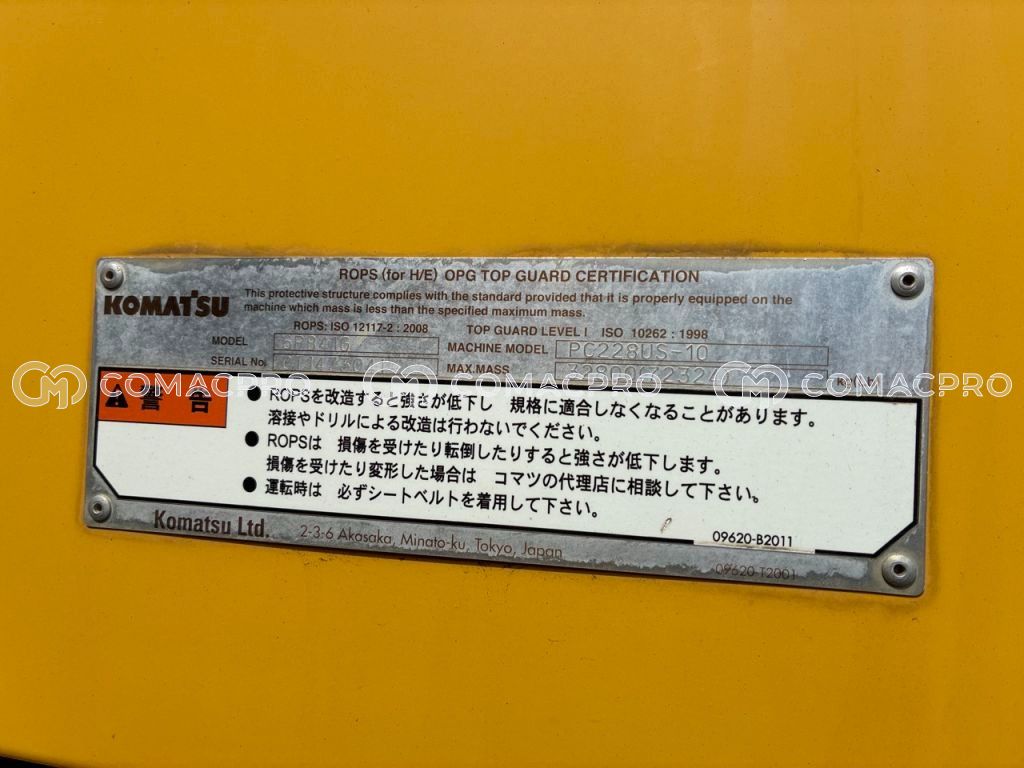 ROPS (for H/E) OPG TOP GUARD CERTIFICATION
KOMATSU
This protective structure complies with the standard provided that it is properly equipped on the
machine which mass is less than the specified maximum mass.
ROPS: ISO 12117-2 : 2008 TOP GUARD LEVEL I ISO 10262 : 1998
MODEL MACHINE MODEL PC228US-10
SERIAL No. MAX.MASS
COMACPRO COMACPRO COMACPRO COMACPRO
警告
● ROPSを改造すると強さが低下し 規格に適合しなくなることがあります。
溶接やドリルによる改造は行わないでください。
● ROPSは 損傷を受けたり転倒したりすると強さが低下します。
損傷を受けたり変形した場合は コマツの代理店に相談して下さい。
● 運転時は 必ずシートベルトを着用して下さい。
09620-B2011
Komatsu Ltd. 2-3-6 Akasaka, Minato-ku, Tokyo, Japan
09620-T2001